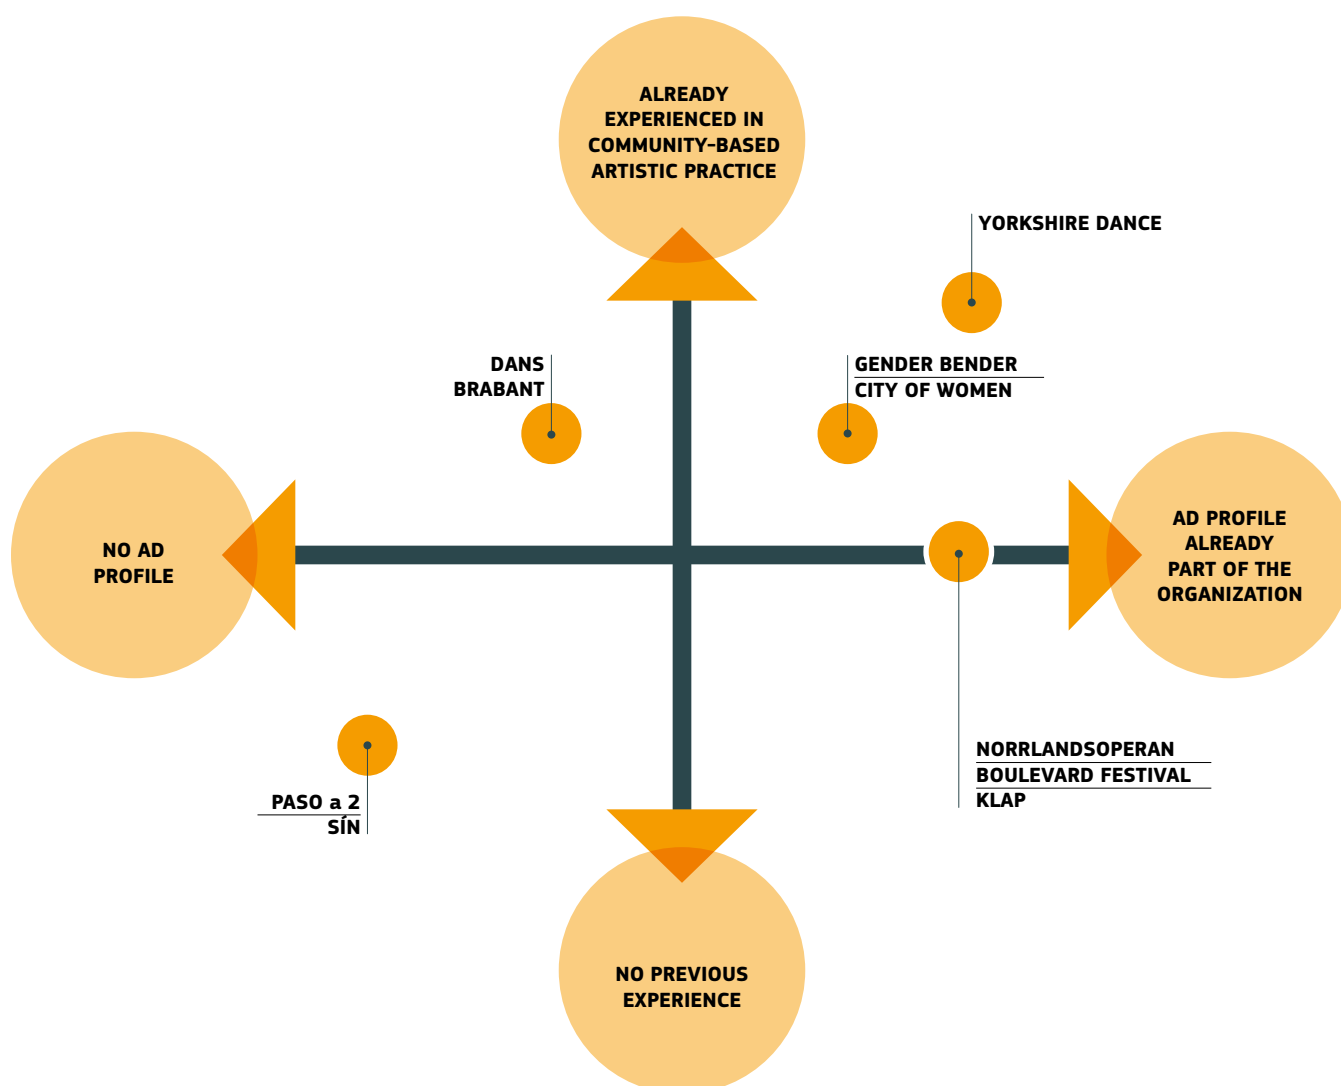 ALREADY
EXPERIENCED IN
COMMUNITY-BASED
ARTISTIC PRACTICE
YORKSHIRE DANCE
DANS
BRABANT
GENDER BENDER
CITY OF WOMEN
NO AD
PROFILE
AD PROFILE
ALREADY
PART OF THE
ORGANIZATION
PASO a 2
SÍN
NORRLANDSOPERAN
BOULEVARD FESTIVAL
KLAP
NO PREVIOUS
EXPERIENCE